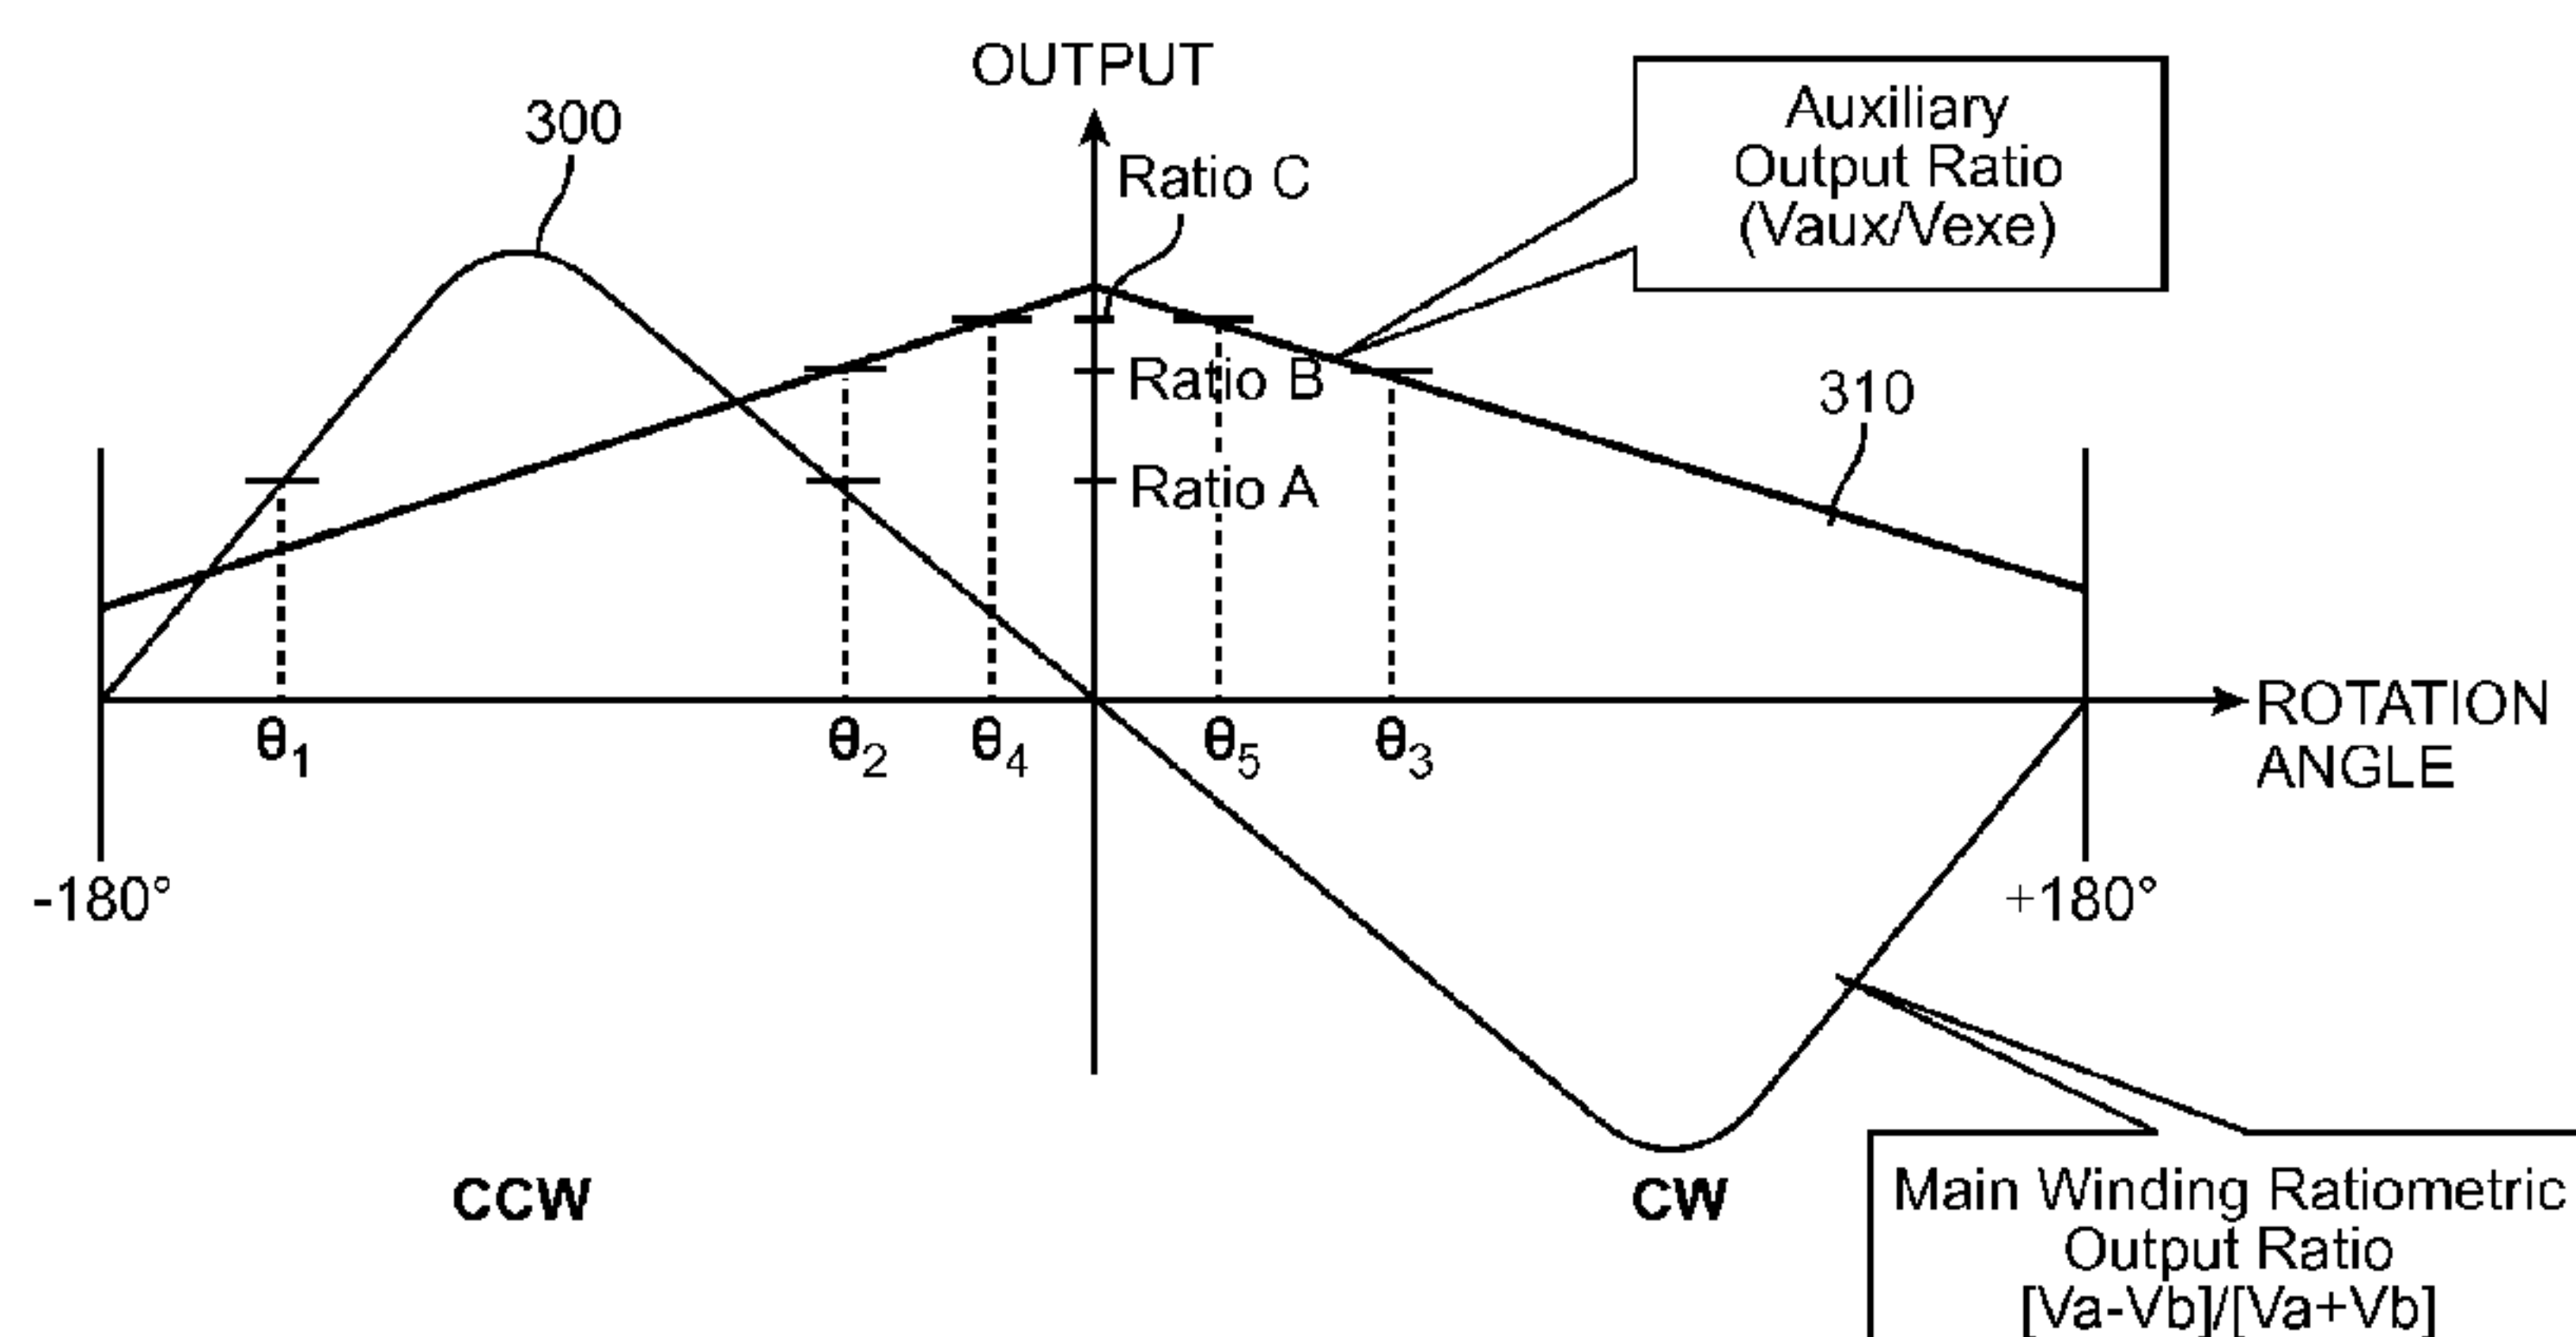 OUTPUT
300
Ratio C
Auxiliary
Output Ratio
(Vaux/Vexe)
Ratio B
310
Ratio A
θ1
θ2
θ4
θ5
θ3
ROTATION
ANGLE
-180°
+180°
CCW
CW
Main Winding Ratiometric
Output Ratio
[Va-Vb]/[Va+Vb]